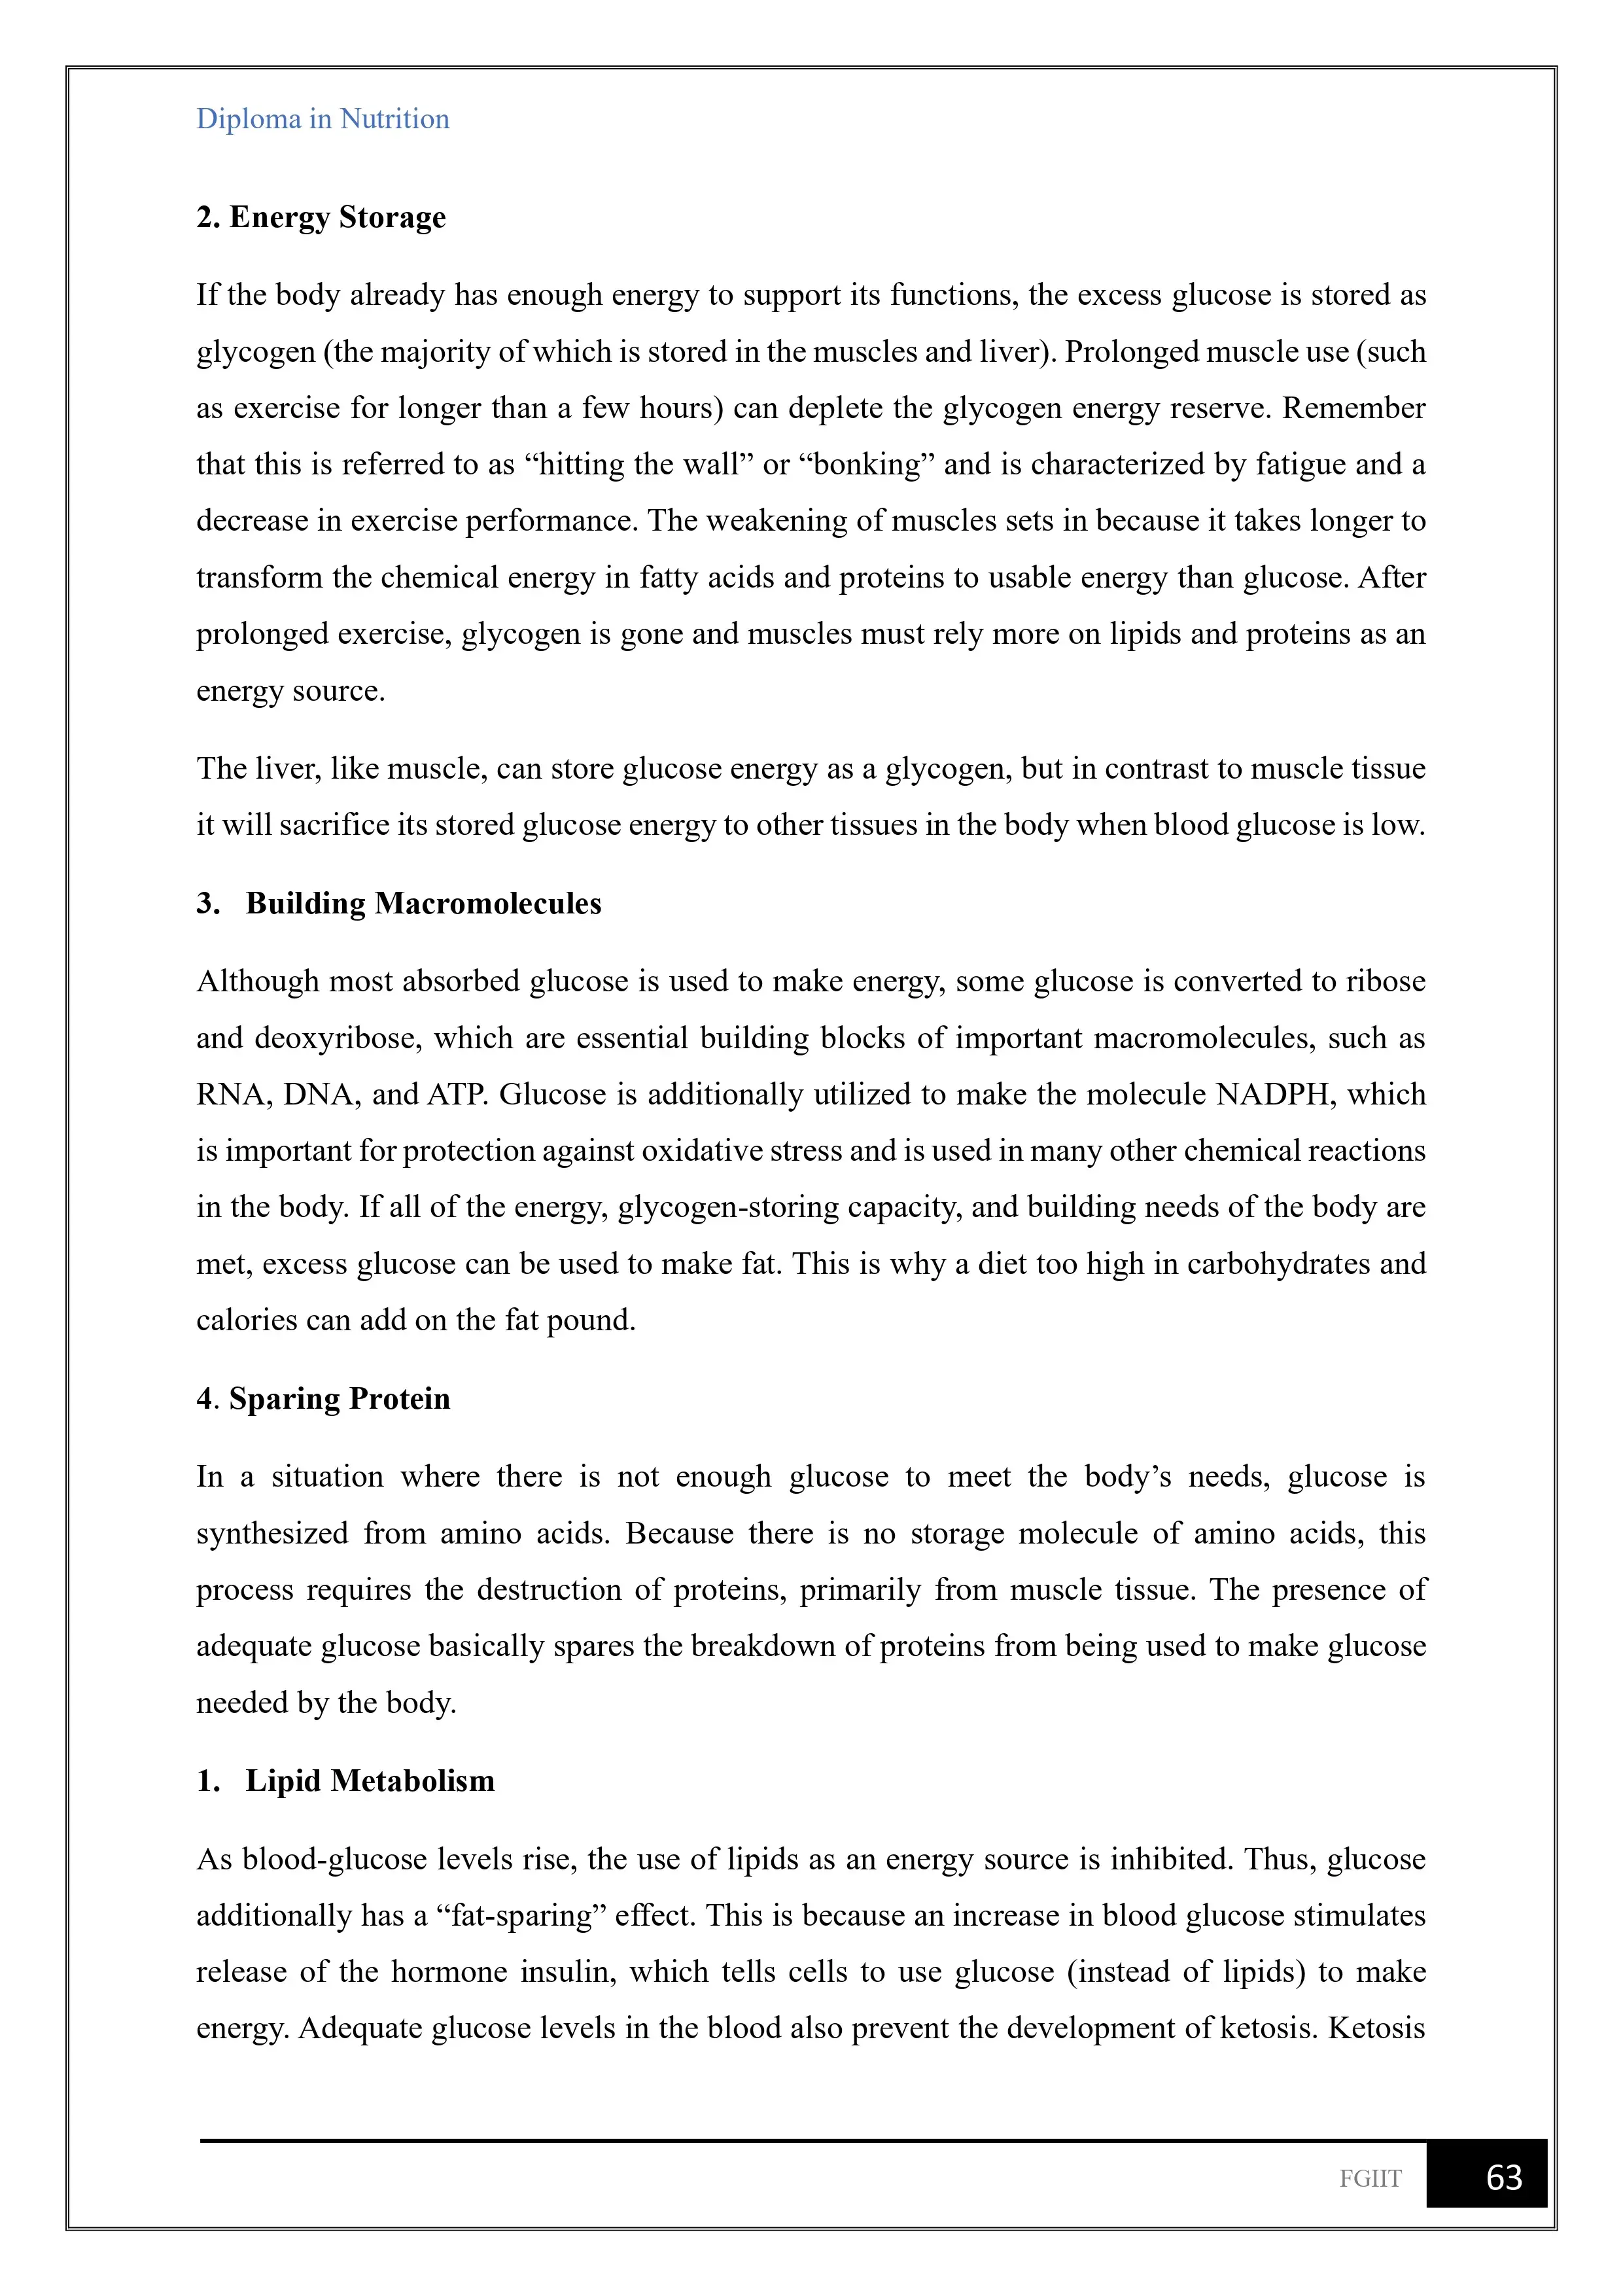 Diploma in Nutrition
2. Energy Storage
If the body already has enough energy to support its functions, the excess glucose is stored as
glycogen (the majority of which is stored in the muscles and liver). Prolonged muscle use (such
as exercise for longer than a few hours) can deplete the glycogen energy reserve. Remember
that this is referred to as “hitting the wall” or “bonking” and is characterized by fatigue and a
decrease in exercise performance. The weakening of muscles sets in because it takes longer to
transform the chemical energy in fatty acids and proteins to usable energy than glucose. After
prolonged exercise, glycogen is gone and muscles must rely more on lipids and proteins as an
energy source.
The liver, like muscle, can store glucose energy as a glycogen, but in contrast to muscle tissue
it will sacrifice its stored glucose energy to other tissues in the body when blood glucose is low.
3. Building Macromolecules
Although most absorbed glucose is used to make energy, some glucose is converted to ribose
and deoxyribose, which are essential building blocks of important macromolecules, such as
RNA, DNA, and ATP. Glucose is additionally utilized to make the molecule NADPH, which
is important for protection against oxidative stress and is used in many other chemical reactions
in the body. If all of the energy, glycogen-storing capacity, and building needs of the body are
met, excess glucose can be used to make fat. This is why a diet too high in carbohydrates and
calories can add on the fat pound.
4. Sparing Protein
In a situation where there is not enough glucose to meet the body’s needs, glucose is
synthesized from amino acids. Because there is no storage molecule of amino acids, this
process requires the destruction of proteins, primarily from muscle tissue. The presence of
adequate glucose basically spares the breakdown of proteins from being used to make glucose
needed by the body.
1. Lipid Metabolism
As blood-glucose levels rise, the use of lipids as an energy source is inhibited. Thus, glucose
additionally has a “fat-sparing” effect. This is because an increase in blood glucose stimulates
release of the hormone insulin, which tells cells to use glucose (instead of lipids) to make
energy. Adequate glucose levels in the blood also prevent the development of ketosis. Ketosis
FGIIT 63